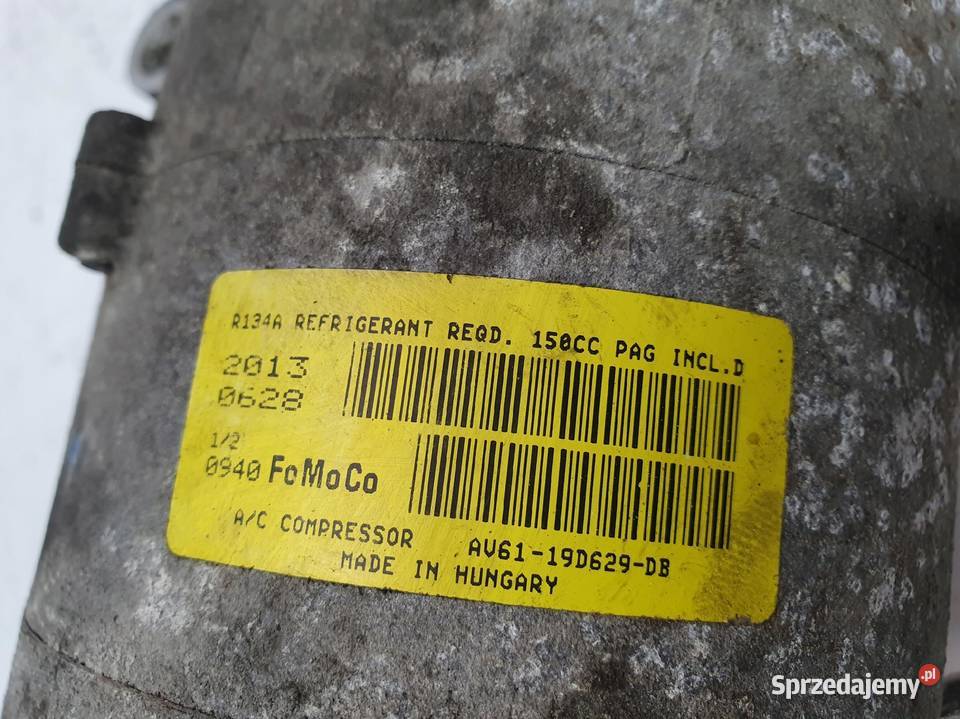 R134A REFRIGERANT REQD. 150CC PAG INCL.D
2013
0628
1/2
0940 FoMoCo
A/C COMPRESSOR AV61-19D629-DB
MADE IN HUNGARY
Sprzedajemy.pl